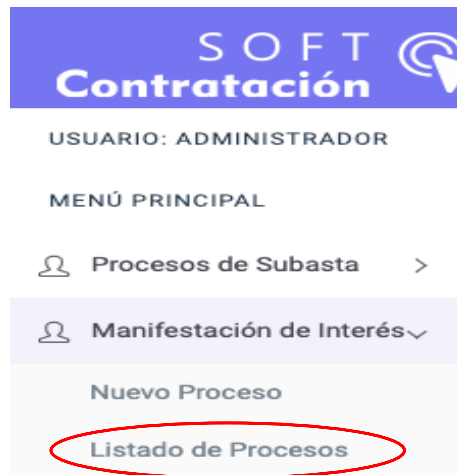 SOFT
Contratación
USUARIO: ADMINISTRADOR
MENÚ PRINCIPAL
Procesos de Subasta
Manifestación de Interés
Nuevo Proceso
Listado de Procesos